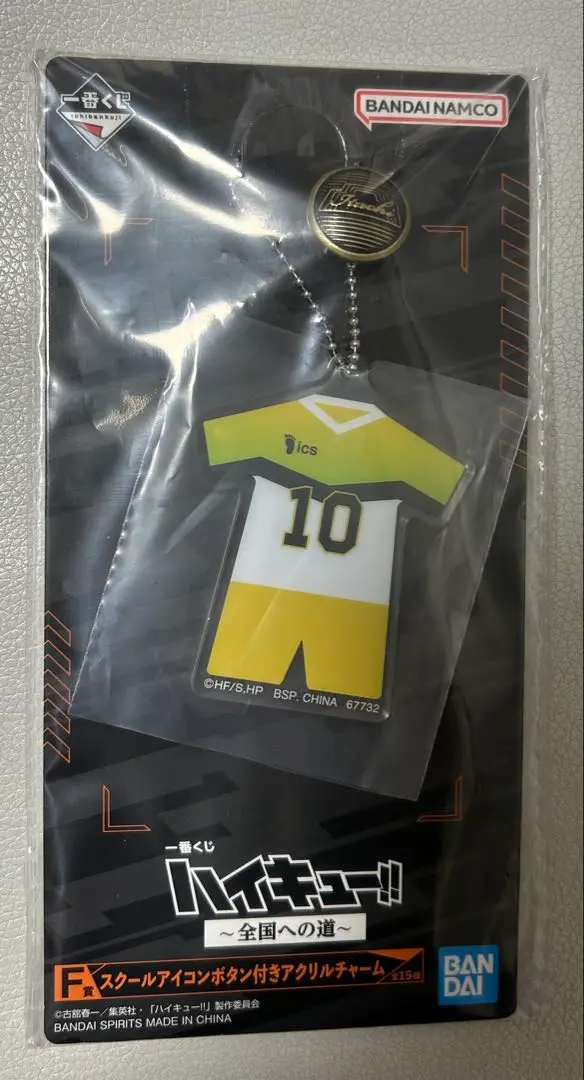 一番くじ
ichibankuji
BANDAI NAMCO
ics
10
©HF/S,HP BSP. CHINA 67732
一番くじ
ハイキュー!!
～全国への道～
F賞 スクールアイコンボタン付きアクリルチャーム 全15種
BAN
DAI
©古舘春一／集英社・「ハイキュー!!」製作委員会
BANDAI SPIRITS MADE IN CHINA